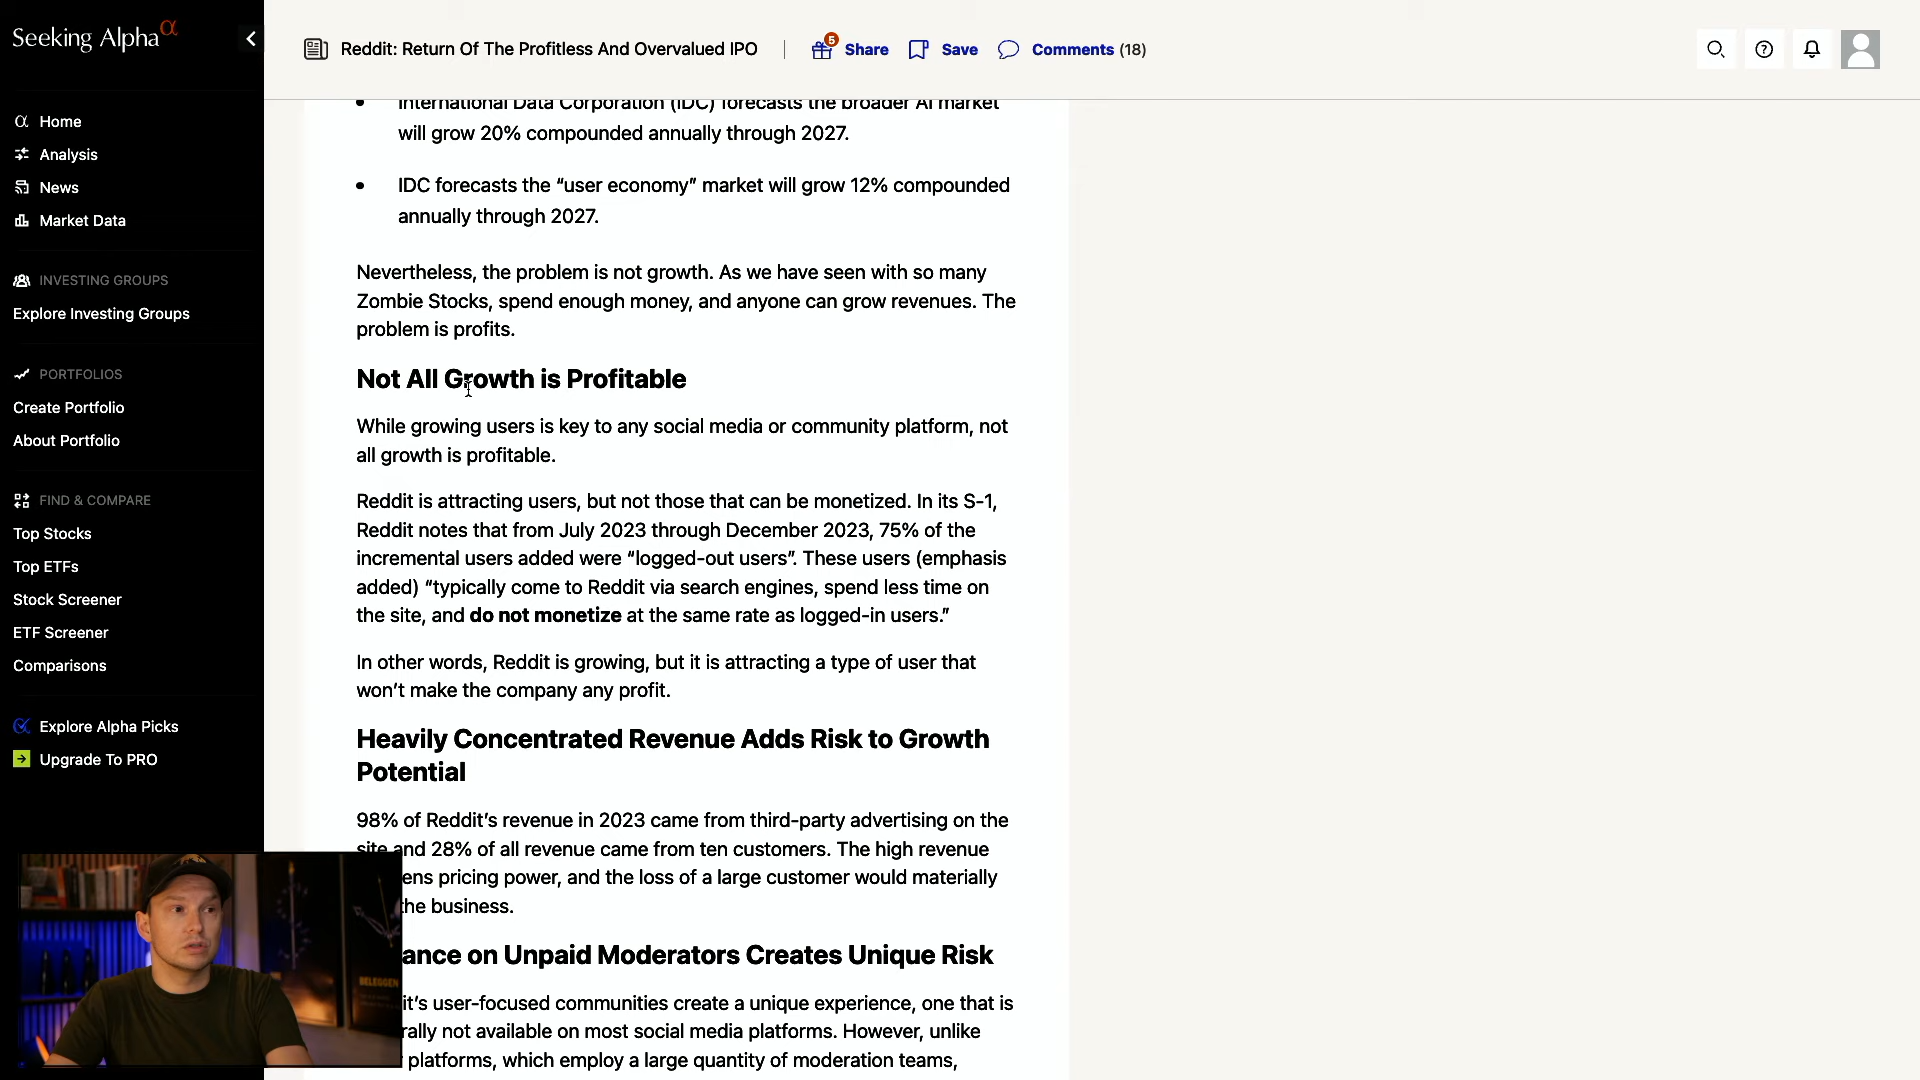 Seeking Alpha α
Reddit: Return Of The Profitless And Overvalued IPO
5
Share
Save
Comments (18)
Home
Analysis
News
Market Data
INVESTING GROUPS
Explore Investing Groups
PORTFOLIOS
Create Portfolio
About Portfolio
FIND & COMPARE
Top Stocks
Top ETFs
Stock Screener
ETF Screener
Comparisons
Explore Alpha Picks
Upgrade To PRO
• International Data Corporation (IDC) forecasts the broader AI market
will grow 20% compounded annually through 2027.
• IDC forecasts the “user economy” market will grow 12% compounded
annually through 2027.
Nevertheless, the problem is not growth. As we have seen with so many
Zombie Stocks, spend enough money, and anyone can grow revenues. The
problem is profits.
Not All Growth is Profitable
While growing users is key to any social media or community platform, not
all growth is profitable.
Reddit is attracting users, but not those that can be monetized. In its S-1,
Reddit notes that from July 2023 through December 2023, 75% of the
incremental users added were “logged-out users”. These users (emphasis
added) “typically come to Reddit via search engines, spend less time on
the site, and do not monetize at the same rate as logged-in users.”
In other words, Reddit is growing, but it is attracting a type of user that
won’t make the company any profit.
Heavily Concentrated Revenue Adds Risk to Growth
Potential
98% of Reddit’s revenue in 2023 came from third-party advertising on the
site and 28% of all revenue came from ten customers. The high revenue
ens pricing power, and the loss of a large customer would materially
the business.
ance on Unpaid Moderators Creates Unique Risk
it’s user-focused communities create a unique experience, one that is
rally not available on most social media platforms. However, unlike
platforms, which employ a large quantity of moderation teams,
BELEGGEN